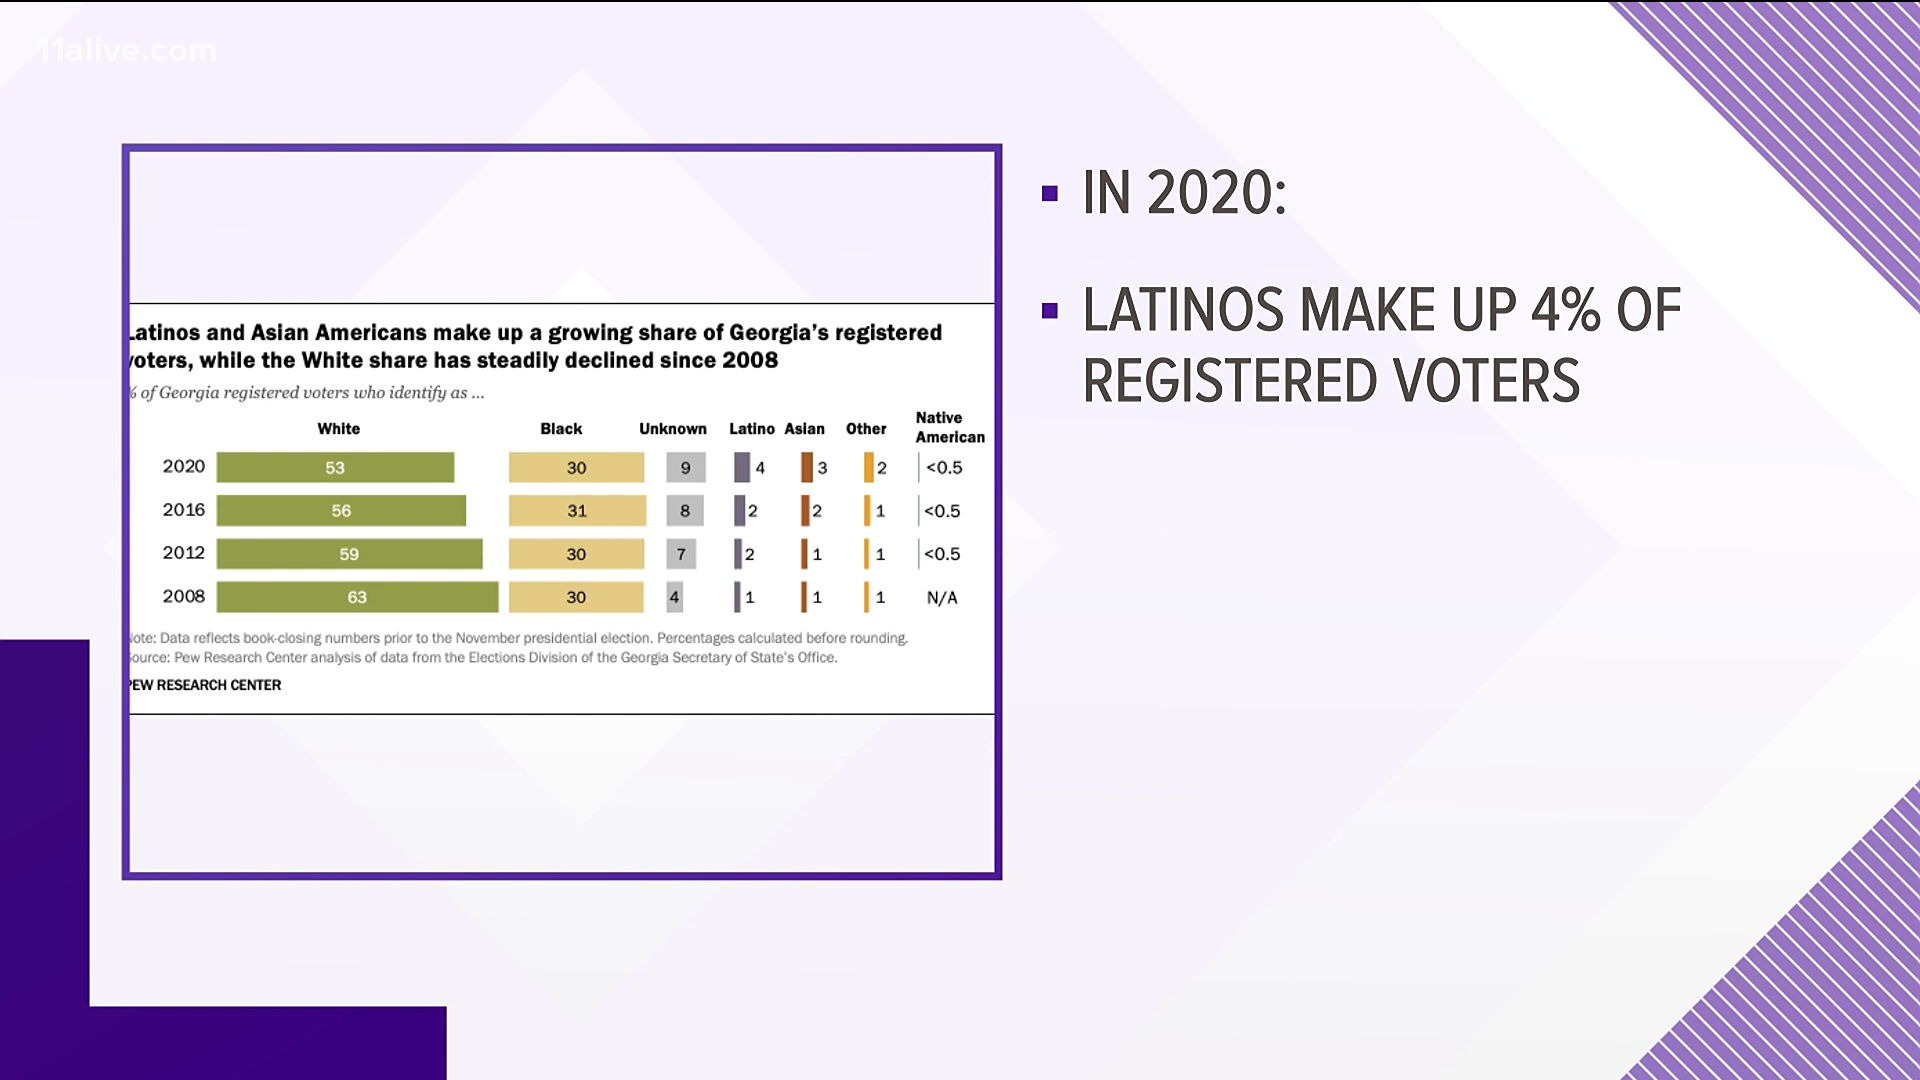 11alive.com
Latinos and Asian Americans make up a growing share of Georgia's registered
voters, while the White share has steadily declined since 2008
% of Georgia registered voters who identify as ...
White Black Unknown Latino Asian Other Native American
2020 53 30 9 4 3 2 <0.5
2016 56 31 8 2 2 1 <0.5
2012 59 30 7 2 1 1 <0.5
2008 63 30 4 1 1 1 N/A
Note: Data reflects book-closing numbers prior to the November presidential election. Percentages calculated before rounding.
Source: Pew Research Center analysis of data from the Elections Division of the Georgia Secretary of State's Office.
PEW RESEARCH CENTER
IN 2020:
LATINOS MAKE UP 4% OF
REGISTERED VOTERS